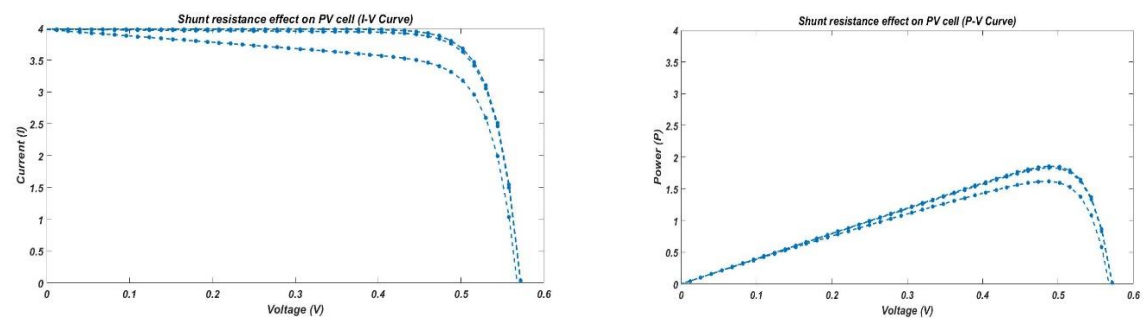 Shunt resistance effect on PV cell (I-V Curve)
4
3.5
3
2.5
2
1.5
1
0.5
0
Current (I)
0 0.1 0.2 0.3 0.4 0.5 0.6
Voltage (V)
Shunt resistance effect on PV cell (P-V Curve)
4
3.5
3
2.5
2
1.5
1
0.5
0
Power (P)
0 0.1 0.2 0.3 0.4 0.5 0.6
Voltage (V)